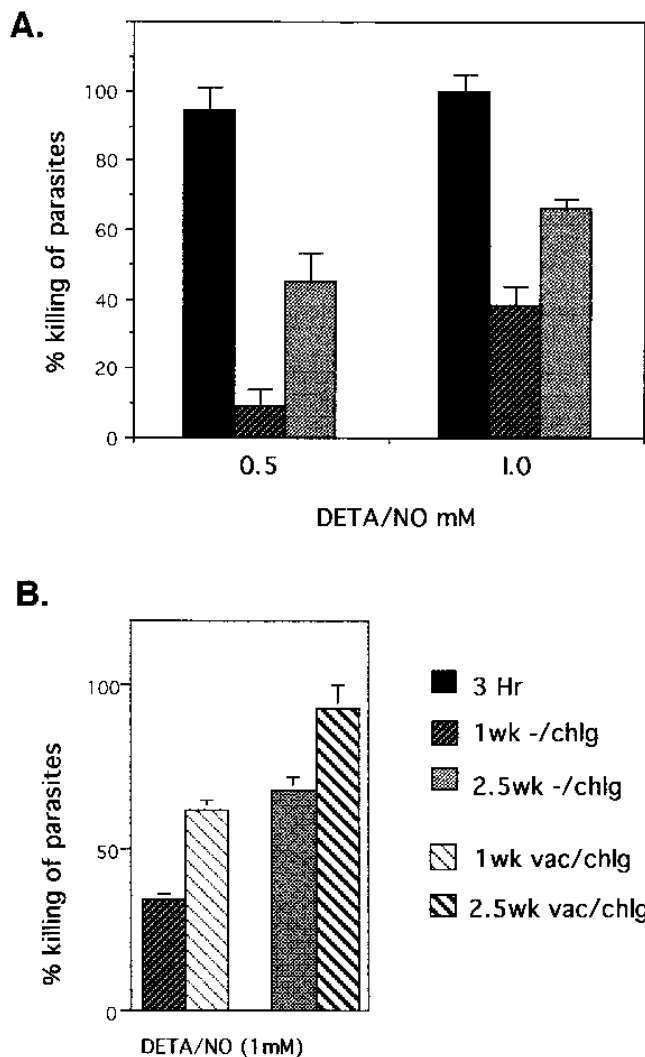 A.
% killing of parasites
100
80
60
40
20
0
0.5 1.0
DETA/NO mM
B.
% killing of parasites
100
50
0
DETA/NO (1mM)
3 Hr
1wk -/chlg
2.5wk -/chlg
1wk vac/chlg
2.5wk vac/chlg